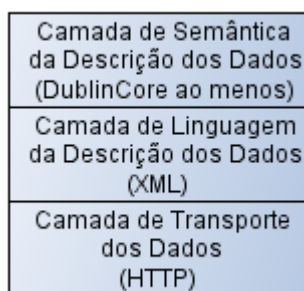 Camada de Semântica
da Descrição dos Dados
(DublinCore ao menos)
Camada de Linguagem
da Descrição dos Dados
(XML)
Camada de Transporte
dos Dados
(HTTP)